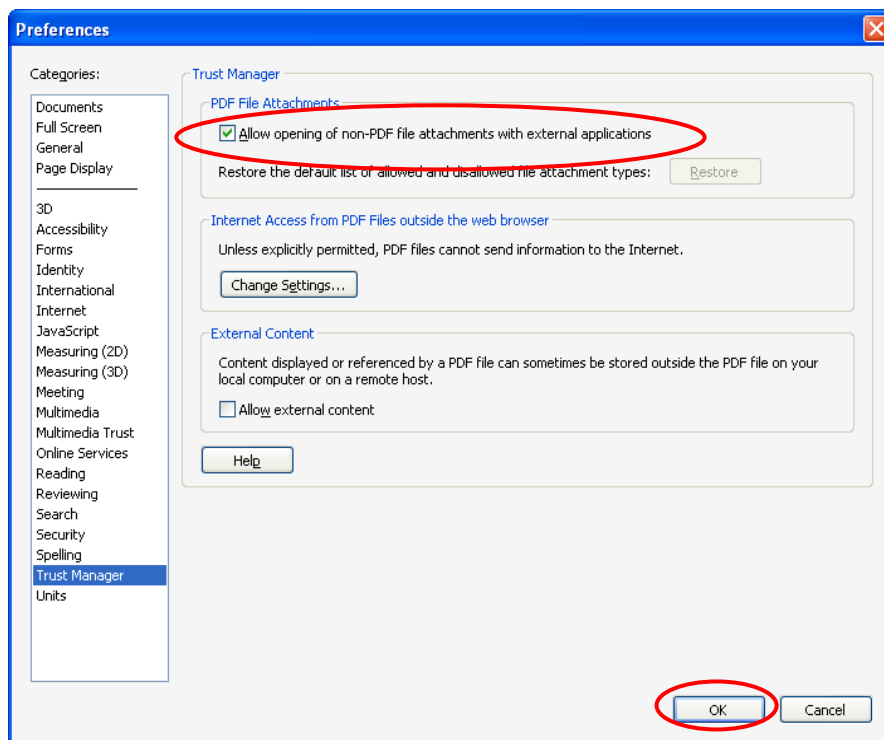 Preferences
Categories:
Documents
Full Screen
General
Page Display
3D
Accessibility
Forms
Identity
International
Internet
JavaScript
Measuring (2D)
Measuring (3D)
Meeting
Multimedia
Multimedia Trust
Online Services
Reading
Reviewing
Search
Security
Spelling
Trust Manager
Units
Trust Manager
PDF File Attachments
Allow opening of non-PDF file attachments with external applications
Restore the default list of allowed and disallowed file attachment types: Restore
Internet Access from PDF Files outside the web browser
Unless explicitly permitted, PDF files cannot send information to the Internet.
Change Settings...
External Content
Content displayed or referenced by a PDF file can sometimes be stored outside the PDF file on your
local computer or on a remote host.
Allow external content
Help
OK Cancel